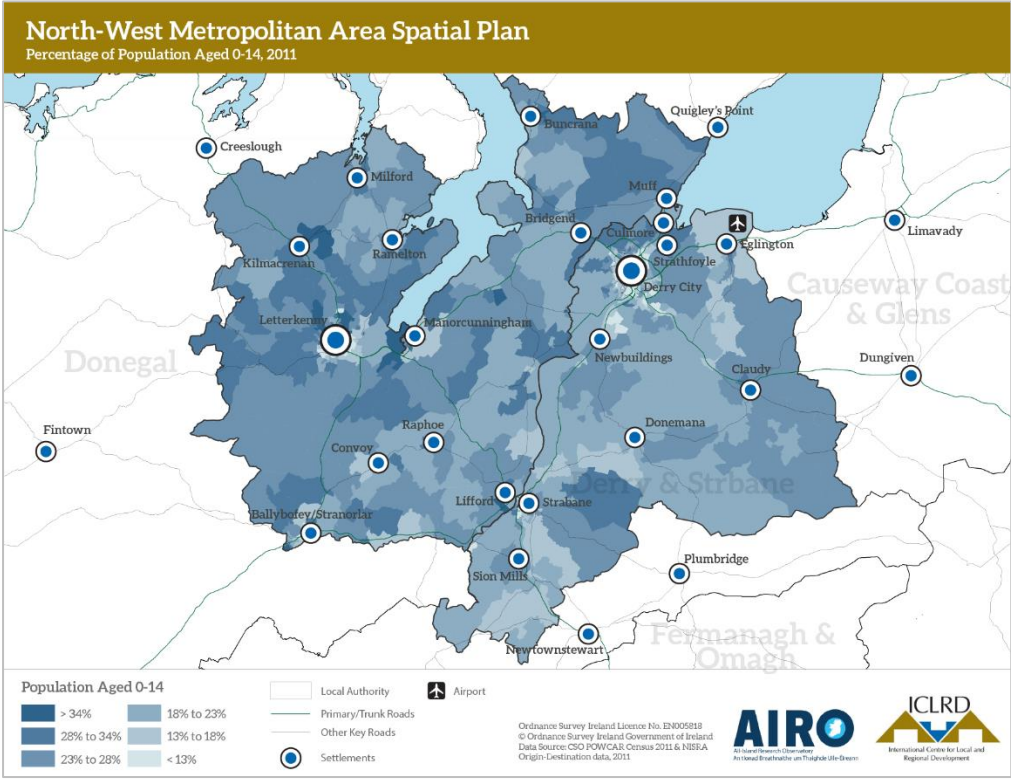 North-West Metropolitan Area Spatial Plan
Percentage of Population Aged 0-14, 2011
Quigley's Point
Buncrana
Creeslough
Milford
Muff
Bridgend
Culmore
Limavady
Ramelton
Kilmacrenan
Strathfoyle
Eglington
Derry City
Causeway Coast
& Glens
Letterkenny
Manorcunningham
Donegal
Newbuildings
Dungiven
Claudy
Fintown
Raphoe
Donemana
Convoy
Derry & Strbane
Lifford
Strabane
Ballybofey/Stranorlar
Plumbridge
Sion Mills
Fermanagh &
Omagh
Newtownstewart
Population Aged 0-14
> 34%
28% to 34%
23% to 28%
18% to 23%
13% to 18%
< 13%
Local Authority
Primary/Trunk Roads
Other Key Roads
Settlements
Airport
Ordnance Survey Ireland Licence No. EN005818
© Ordnance Survey Ireland Government of Ireland
Data Source: CSO POWCAR Census 2011 & NISRA
Origin-Destination data, 2011
AIRO
All-Island Research Observatory
ICLRD
International Centre for Local and
Regional Development